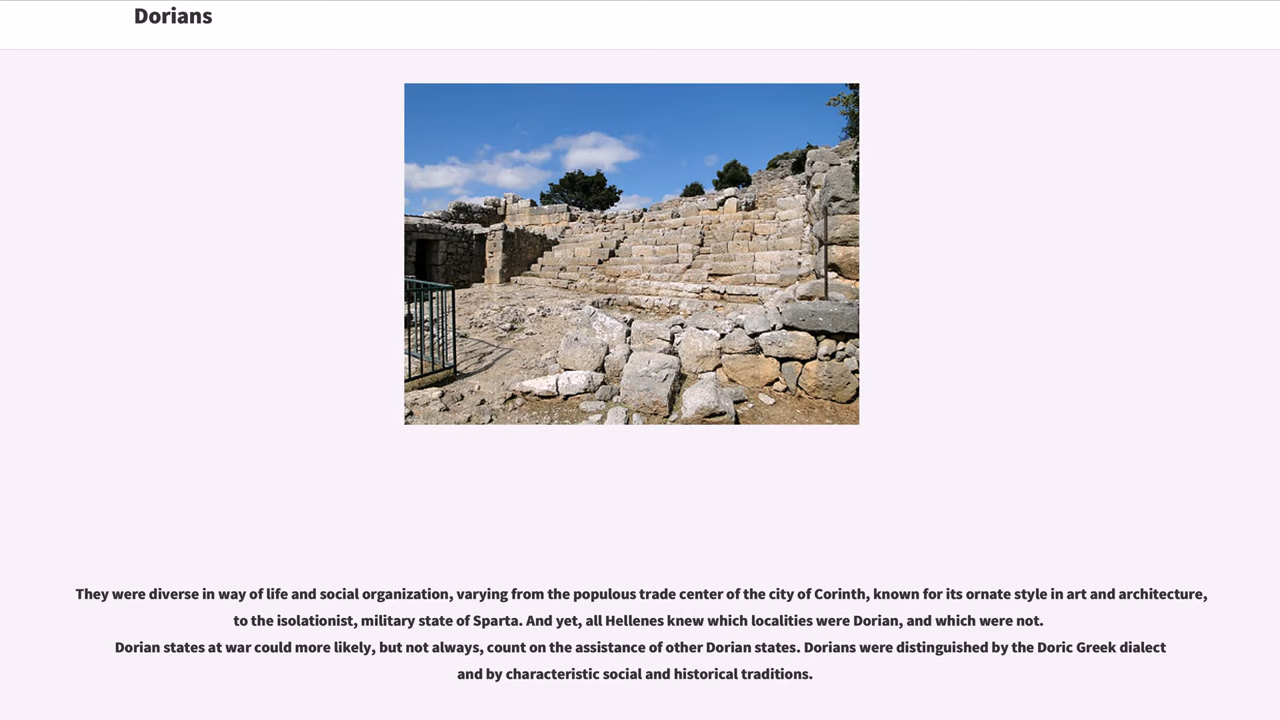 Dorians
They were diverse in way of life and social organization, varying from the populous trade center of the city of Corinth, known for its ornate style in art and architecture,
to the isolationist, military state of Sparta. And yet, all Hellenes knew which localities were Dorian, and which were not.
Dorian states at war could more likely, but not always, count on the assistance of other Dorian states. Dorians were distinguished by the Doric Greek dialect
and by characteristic social and historical traditions.